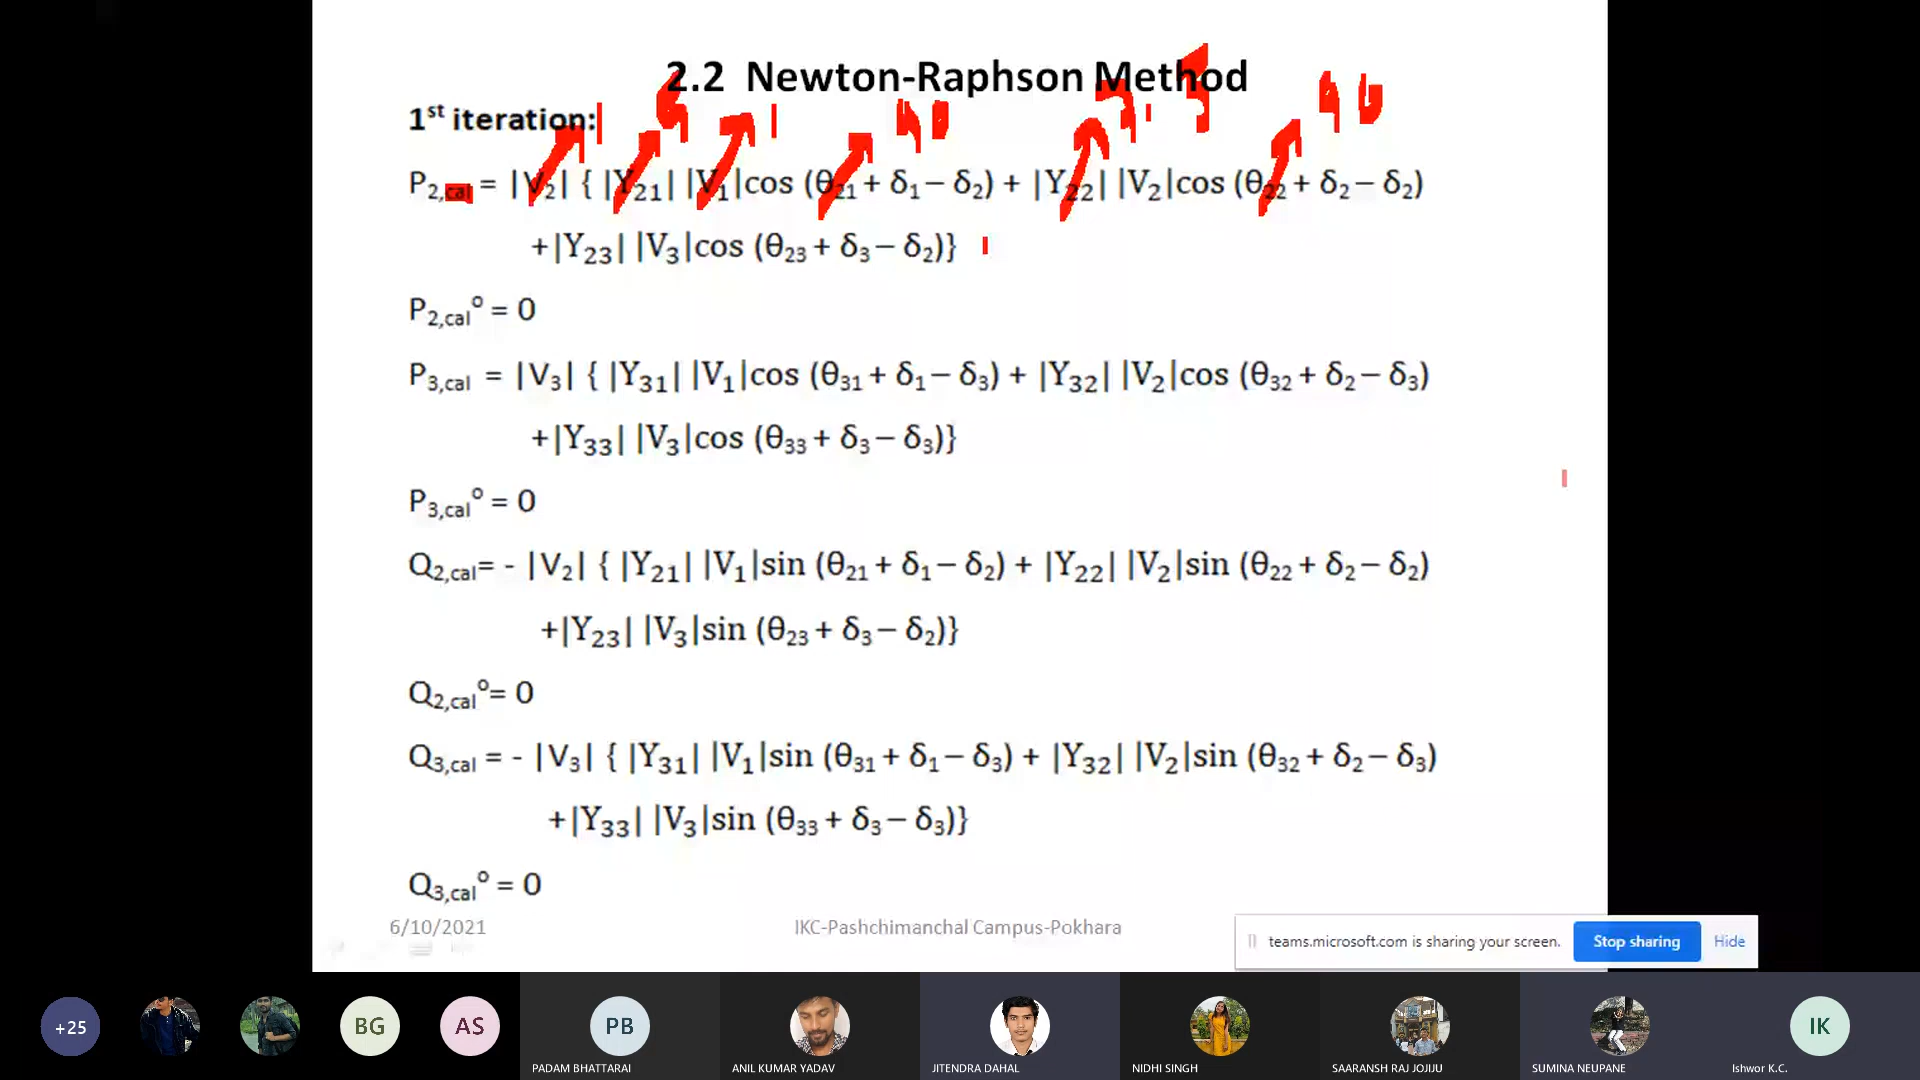 2.2 Newton-Raphson Method
1st iteration:
1 1 90
P2,cal = |V2| { |Y21| |V1|cos (θ21 + δ1 − δ2) + |Y22| |V2|cos (θ22 + δ2 − δ2)
+|Y23| |V3|cos (θ23 + δ3 − δ2)}
P2,cal° = 0
P3,cal = |V3| { |Y31| |V1|cos (θ31 + δ1 − δ3) + |Y32| |V2|cos (θ32 + δ2 − δ3)
+|Y33| |V3|cos (θ33 + δ3 − δ3)}
P3,cal° = 0
Q2,cal= - |V2| { |Y21| |V1|sin (θ21 + δ1 − δ2) + |Y22| |V2|sin (θ22 + δ2 − δ2)
+|Y23| |V3|sin (θ23 + δ3 − δ2)}
Q2,cal°= 0
Q3,cal = - |V3| { |Y31| |V1|sin (θ31 + δ1 − δ3) + |Y32| |V2|sin (θ32 + δ2 − δ3)
+|Y33| |V3|sin (θ33 + δ3 − δ3)}
Q3,cal° = 0
6/10/2021 IKC-Pashchimanchal Campus-Pokhara
teams.microsoft.com is sharing your screen. Stop sharing Hide
+25 BG AS PB IK
PADAM BHATTARAI ANIL KUMAR YADAV JITENDRA DAHAL NIDHI SINGH SAARANSH RAJ JOJIJU SUMINA NEUPANE Ishwor K.C.